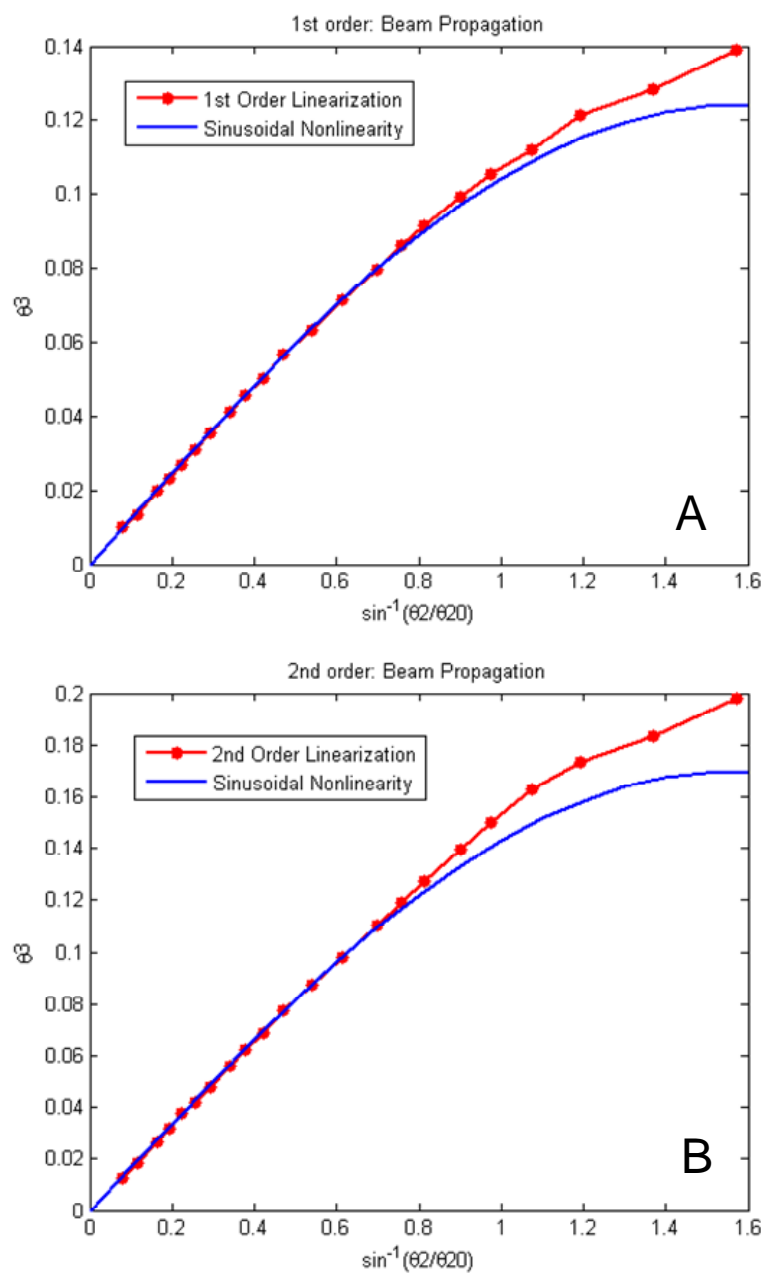 1st order: Beam Propagation
0.14
0.12
0.1
0.08
0.06
0.04
0.02
0
θ3
1st Order Linearization
Sinusoidal Nonlinearity
A
0 0.2 0.4 0.6 0.8 1 1.2 1.4 1.6
sin⁻¹(θ2/θ20)
2nd order: Beam Propagation
0.2
0.18
0.16
0.14
0.12
0.1
0.08
0.06
0.04
0.02
0
θ3
2nd Order Linearization
Sinusoidal Nonlinearity
B
0 0.2 0.4 0.6 0.8 1 1.2 1.4 1.6
sin⁻¹(θ2/θ20)